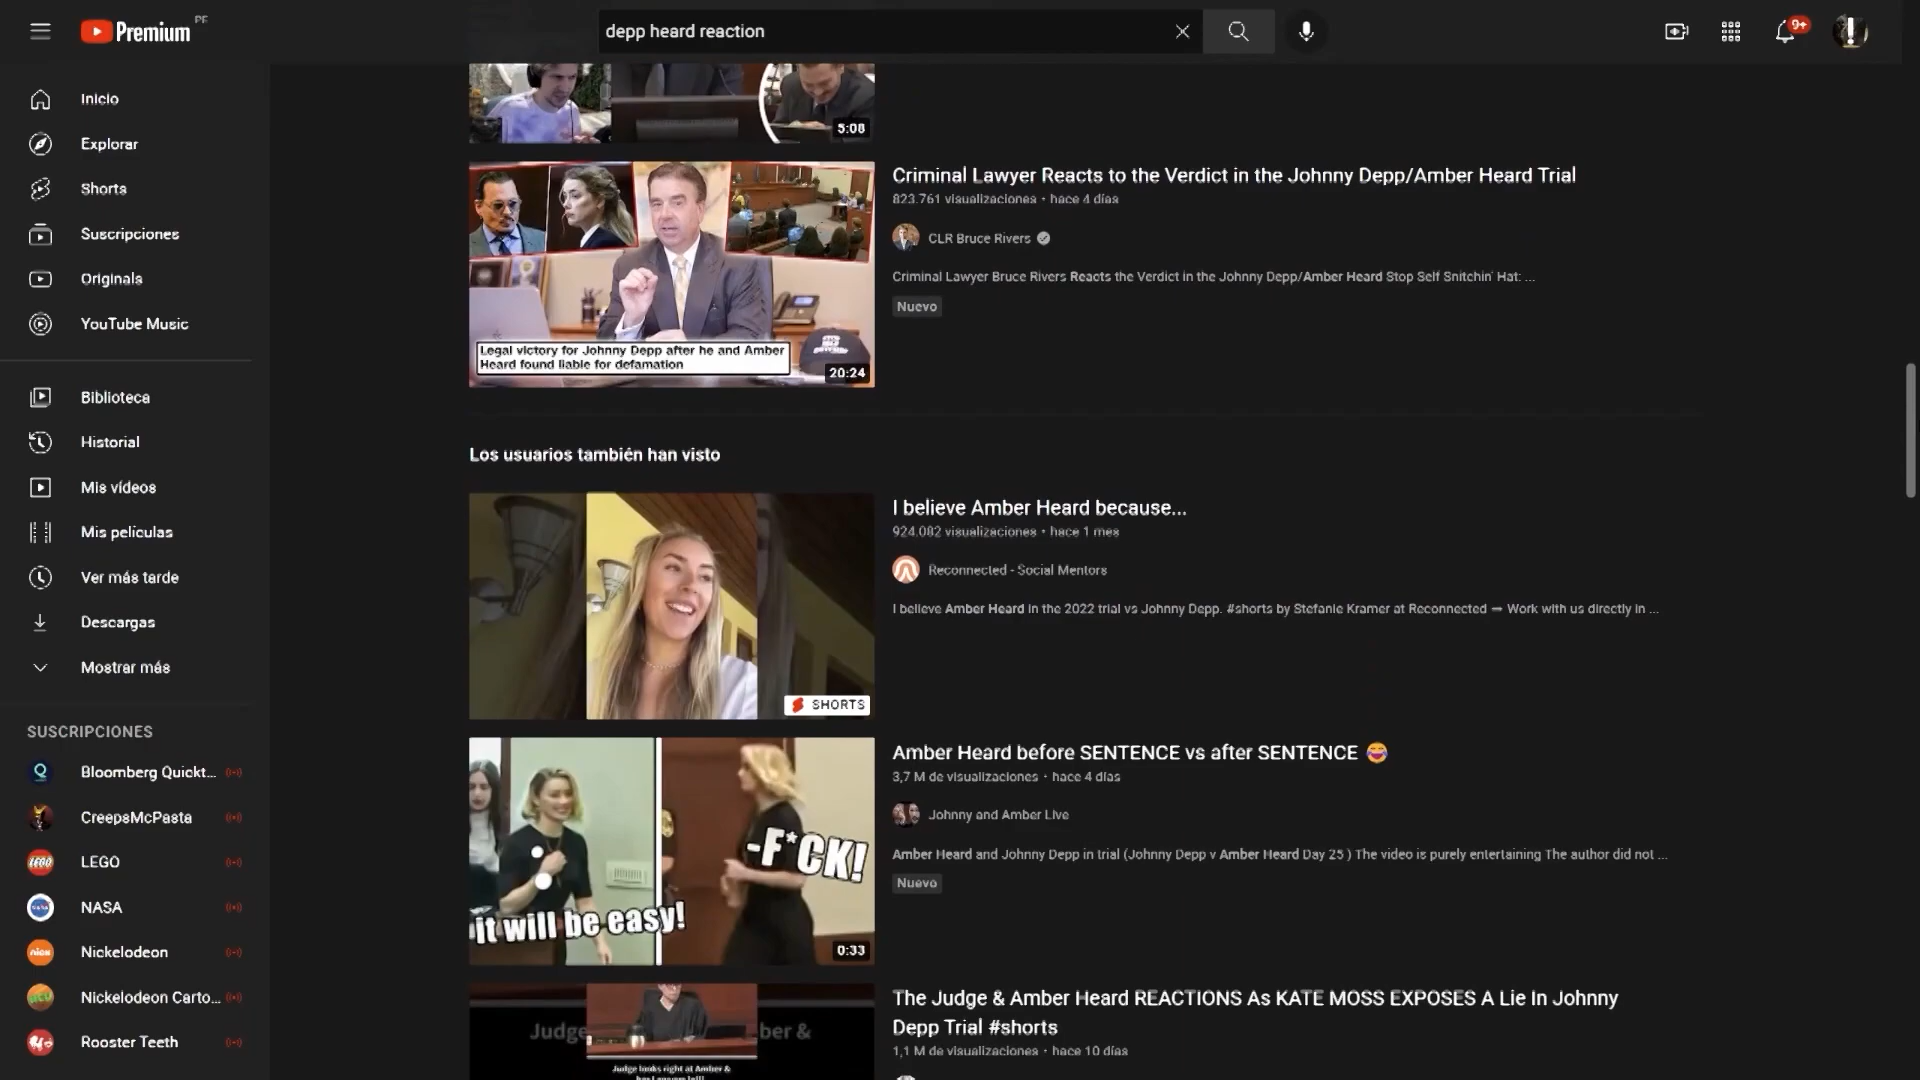 Premium PE
depp heard reaction
9+
Inicio
Explorar
Shorts
Suscripciones
Originals
YouTube Music
Biblioteca
Historial
Mis vídeos
Mis películas
Ver más tarde
Descargas
Mostrar más
SUSCRIPCIONES
Bloomberg Quickt...
CreepsMcPasta
LEGO
NASA
Nickelodeon
Nickelodeon Carto...
Rooster Teeth
5:08
Legal victory for Johnny Depp after he and Amber
Heard found liable for defamation
20:24
Criminal Lawyer Reacts to the Verdict in the Johnny Depp/Amber Heard Trial
823.761 visualizaciones • hace 4 días
CLR Bruce Rivers
Criminal Lawyer Bruce Rivers Reacts the Verdict in the Johnny Depp/Amber Heard Stop Self Snitchin' Hat: ...
Nuevo
Los usuarios también han visto
SHORTS
I believe Amber Heard because...
924.082 visualizaciones • hace 1 mes
Reconnected - Social Mentors
I believe Amber Heard in the 2022 trial vs Johnny Depp. #shorts by Stefanie Kramer at Reconnected ➡ Work with us directly in ...
it will be easy!
-F*CK!
0:33
Amber Heard before SENTENCE vs after SENTENCE 😂
3,7 M de visualizaciones • hace 4 días
Johnny and Amber Live
Amber Heard and Johnny Depp in trial (Johnny Depp v Amber Heard Day 25 ) The video is purely entertaining The author did not ...
Nuevo
Judge
ber &
Judge looks right at Amber &
The Judge & Amber Heard REACTIONS As KATE MOSS EXPOSES A Lie In Johnny
Depp Trial #shorts
1,1 M de visualizaciones • hace 10 días